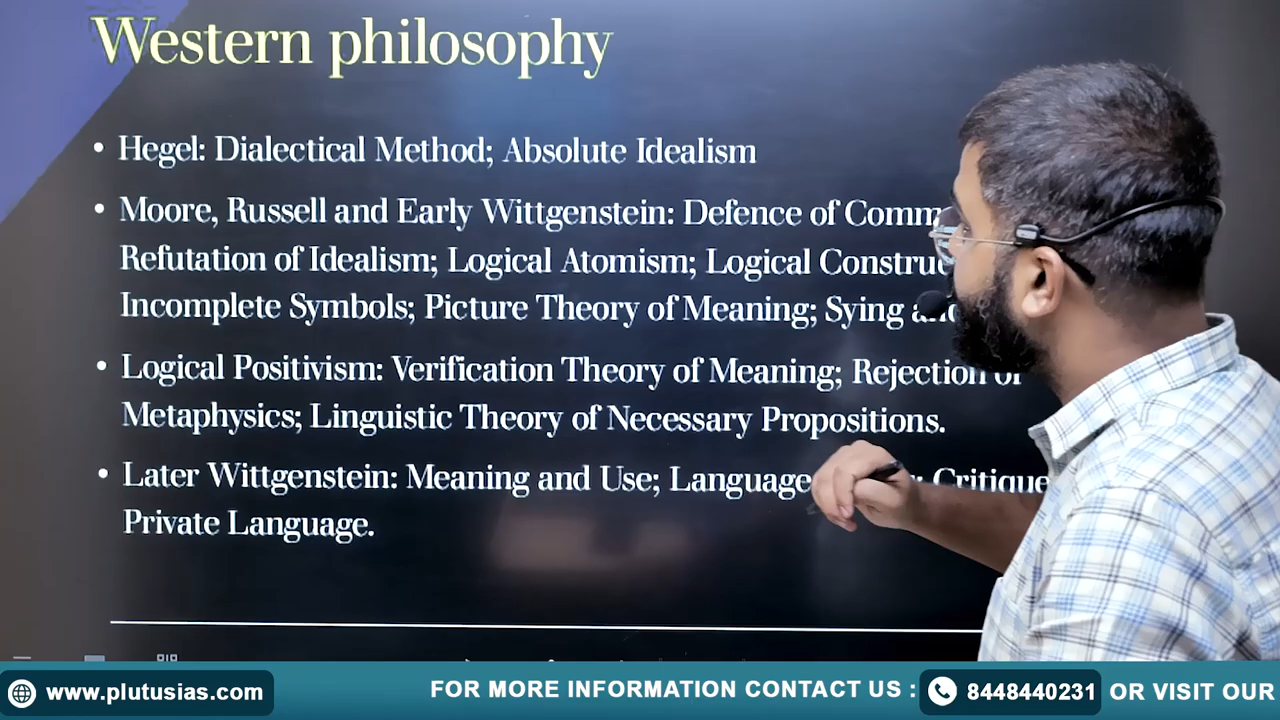 Western philosophy
• Hegel: Dialectical Method; Absolute Idealism
• Moore, Russell and Early Wittgenstein: Defence of Comm
Refutation of Idealism; Logical Atomism; Logical Construc
Incomplete Symbols; Picture Theory of Meaning; Sying and
• Logical Positivism: Verification Theory of Meaning; Rejection of
Metaphysics; Linguistic Theory of Necessary Propositions.
• Later Wittgenstein: Meaning and Use; Language Critique
Private Language.
www.plutusias.com FOR MORE INFORMATION CONTACT US : 8448440231 OR VISIT OUR